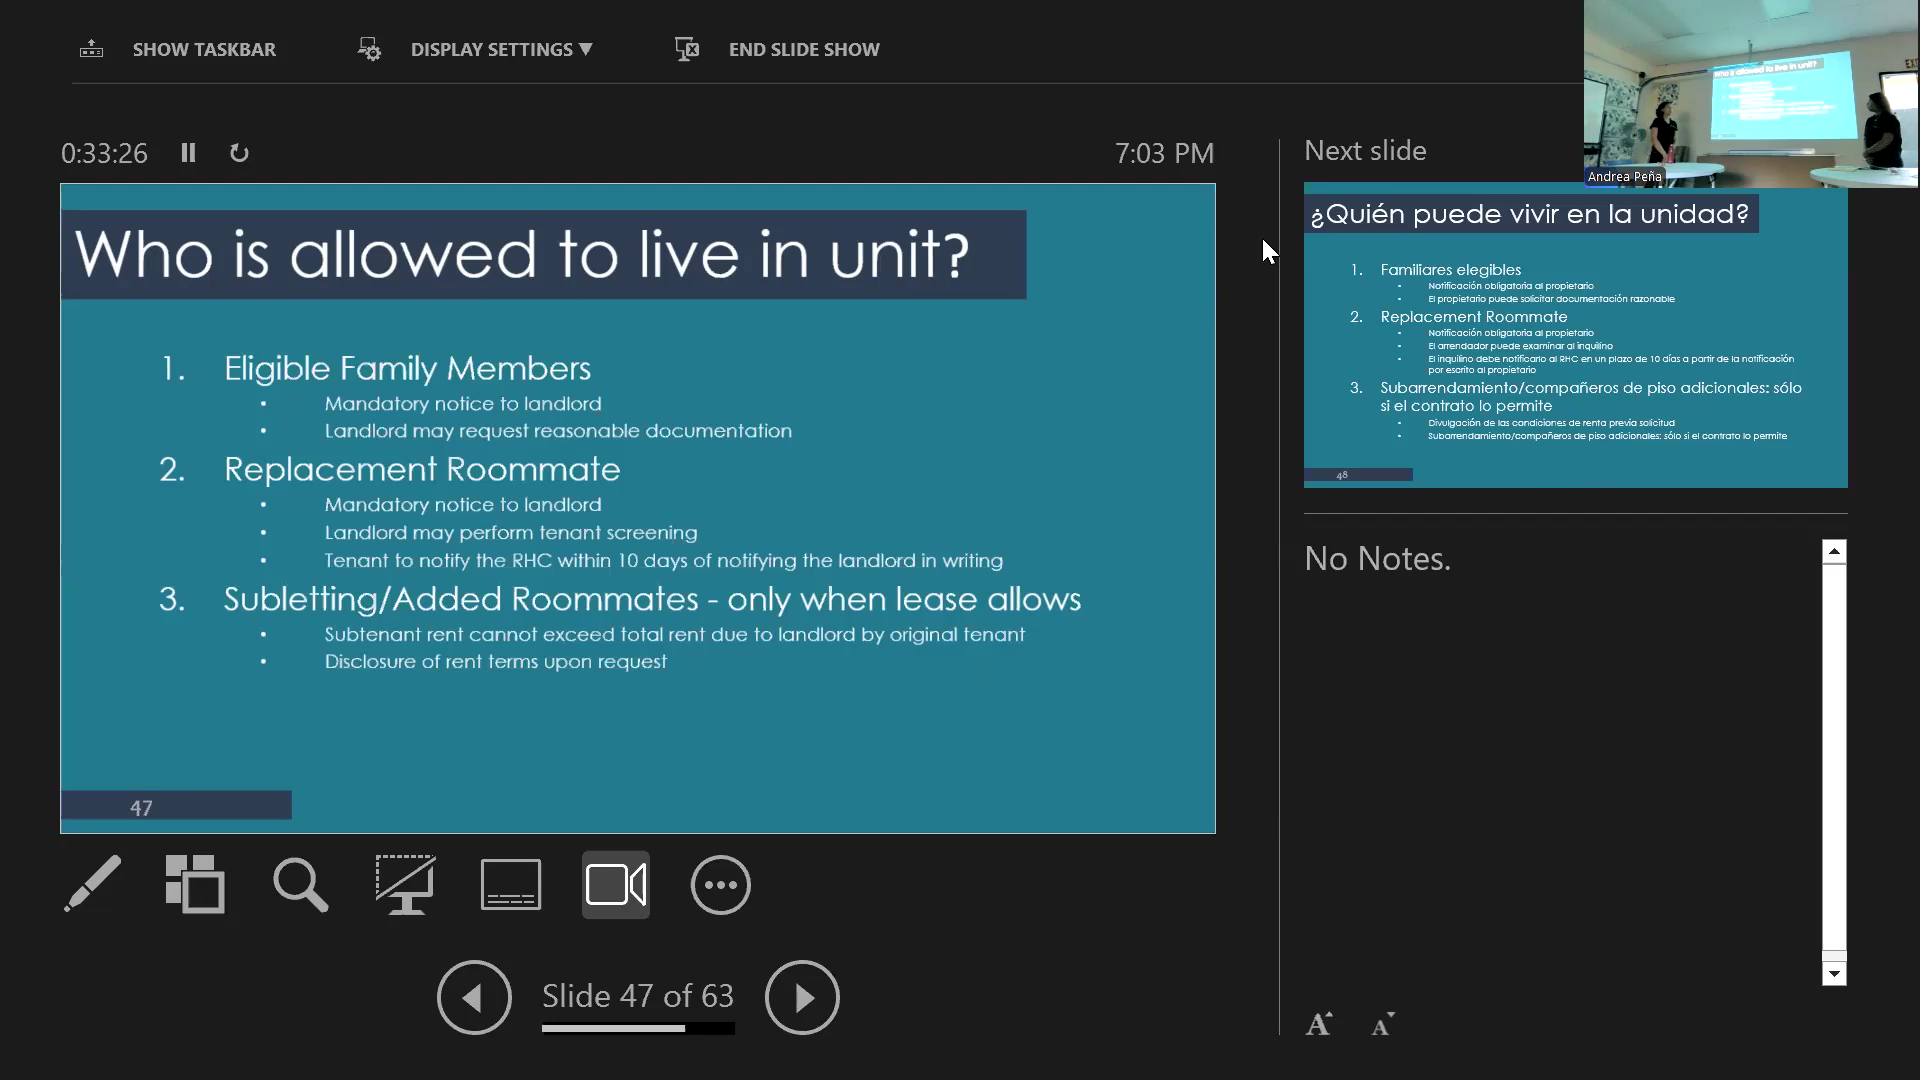 SHOW TASKBAR
DISPLAY SETTINGS ▼
END SLIDE SHOW
0:33:26
7:03 PM
Who is allowed to live in unit?
1. Eligible Family Members
• Mandatory notice to landlord
• Landlord may request reasonable documentation
2. Replacement Roommate
• Mandatory notice to landlord
• Landlord may perform tenant screening
• Tenant to notify the RHC within 10 days of notifying the landlord in writing
3. Subletting/Added Roommates - only when lease allows
• Subtenant rent cannot exceed total rent due to landlord by original tenant
• Disclosure of rent terms upon request
47
Slide 47 of 63
Next slide
Who is allowed to live in unit?
Andrea Peña
¿Quién puede vivir en la unidad?
1. Familiares elegibles
• Notificación obligatoria al propietario
• El propietario puede solicitar documentación razonable
2. Replacement Roommate
• Notificación obligatoria al propietario
• El arrendador puede examinar al inquilino
• El inquilino debe notificarlo al RHC en un plazo de 10 días a partir de la notificación
por escrito al propietario
3. Subarrendamiento/compañeros de piso adicionales: sólo
si el contrato lo permite
• Divulgación de las condiciones de renta previa solicitud
• Subarrendamiento/compañeros de piso adicionales: sólo si el contrato lo permite
48
No Notes.
A A